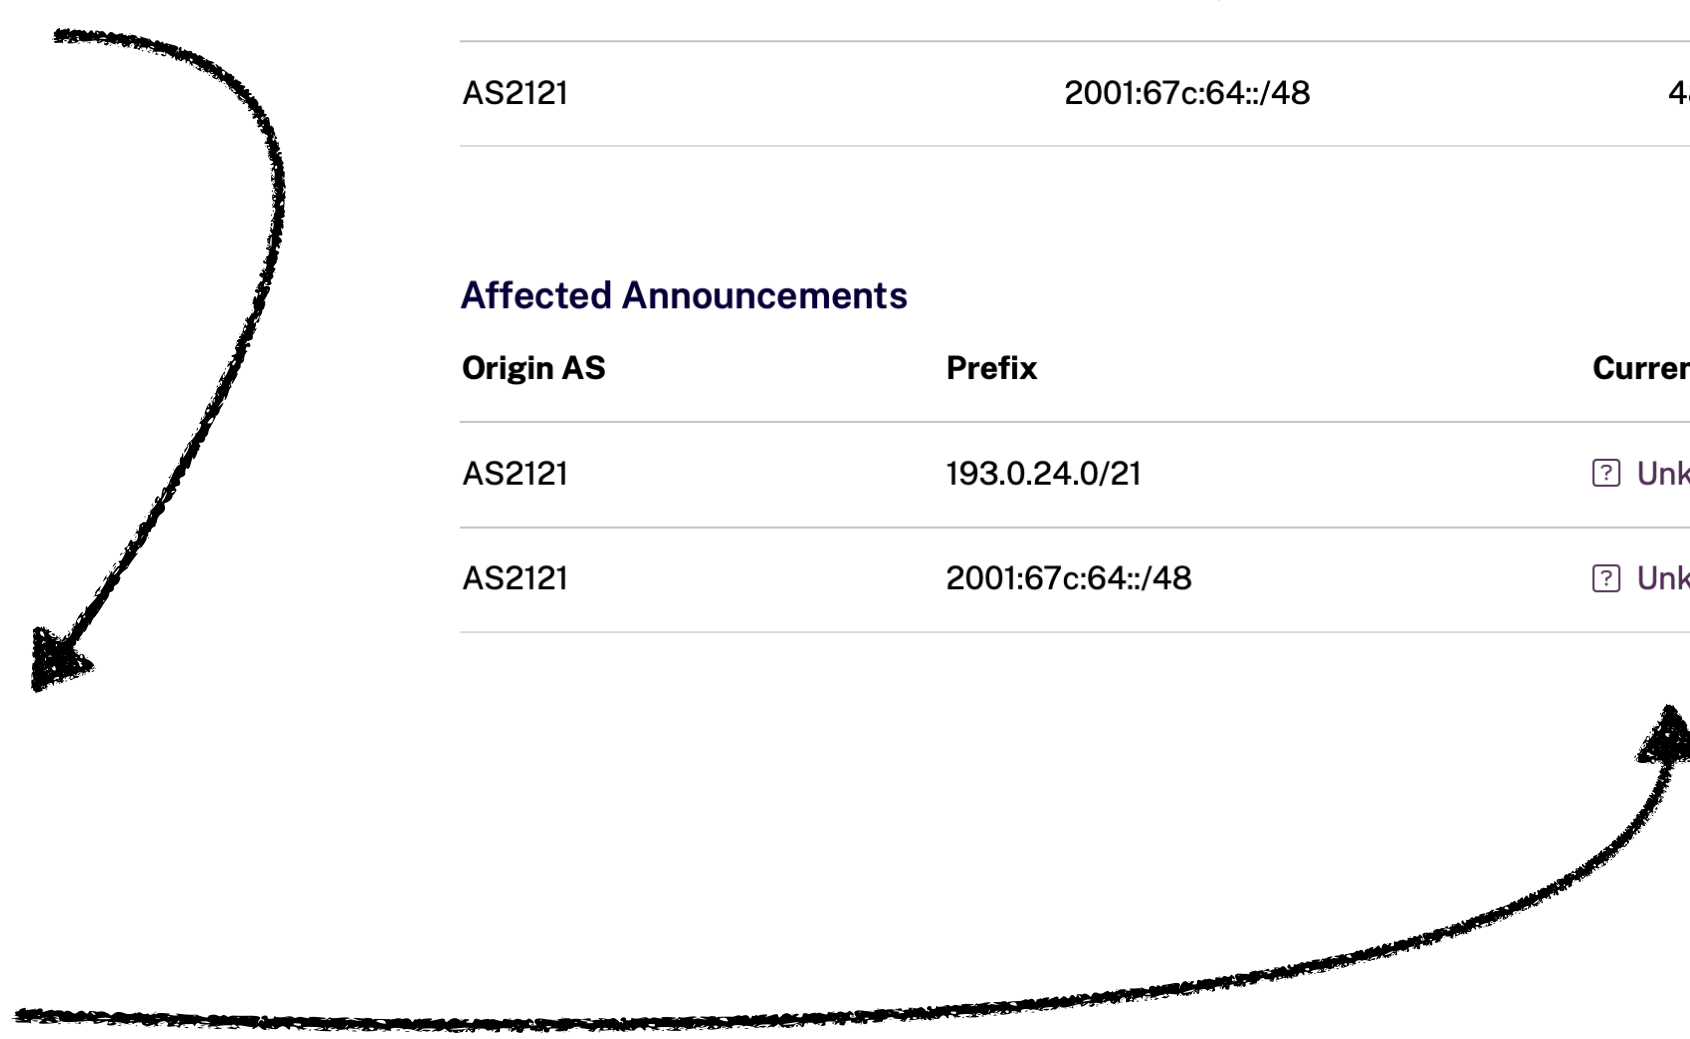 AS2121 2001:67c:64::/48
Affected Announcements
Origin AS Prefix
AS2121 193.0.24.0/21
AS2121 2001:67c:64::/48